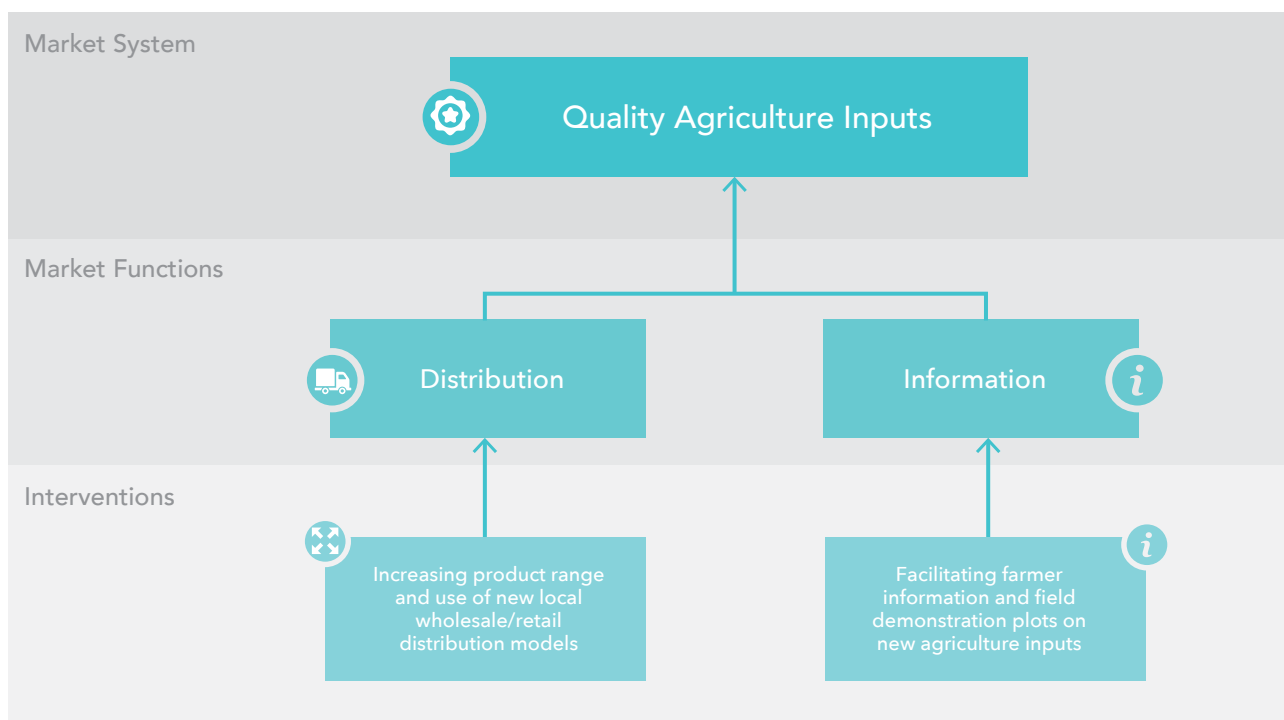 Market System
Quality Agriculture Inputs
Market Functions
Distribution
Information
i
Interventions
Increasing product range
and use of new local
wholesale/retail
distribution models
Facilitating farmer
information and field
demonstration plots on
new agriculture inputs
i